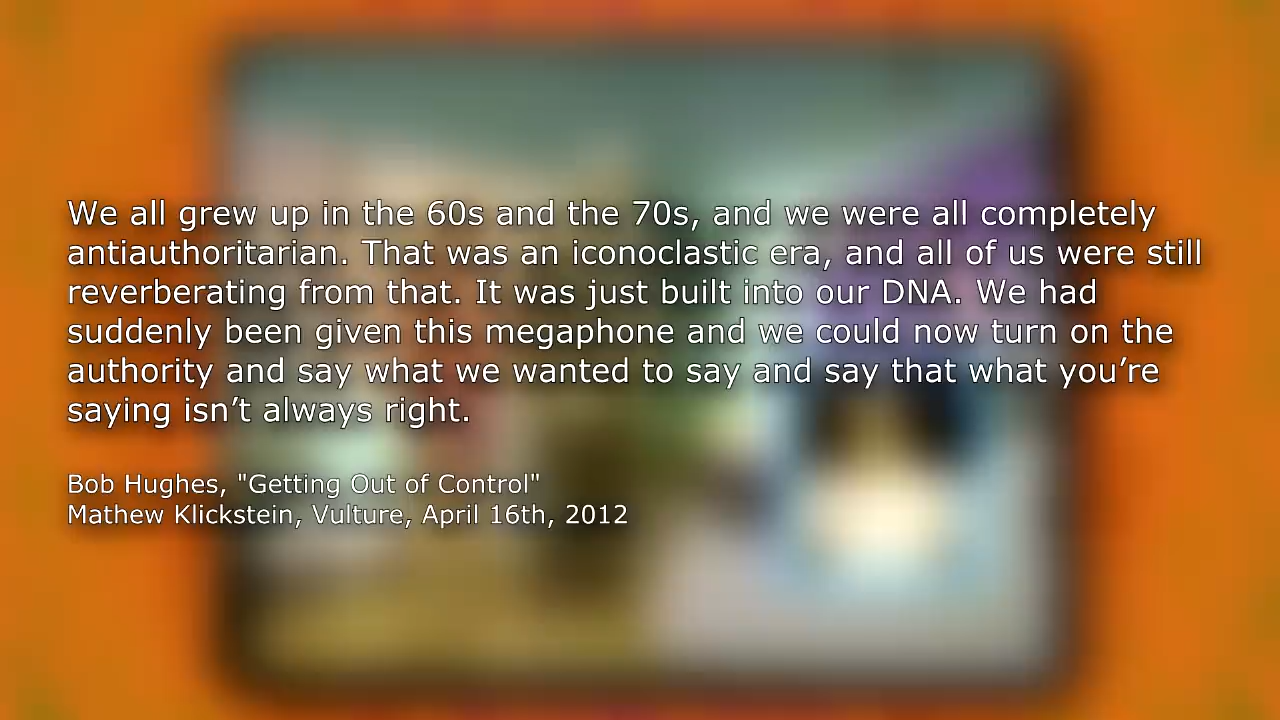 We all grew up in the 60s and the 70s, and we were all completely
antiauthoritarian. That was an iconoclastic era, and all of us were still
reverberating from that. It was just built into our DNA. We had
suddenly been given this megaphone and we could now turn on the
authority and say what we wanted to say and say that what you’re
saying isn’t always right.
Bob Hughes, "Getting Out of Control"
Mathew Klickstein, Vulture, April 16th, 2012